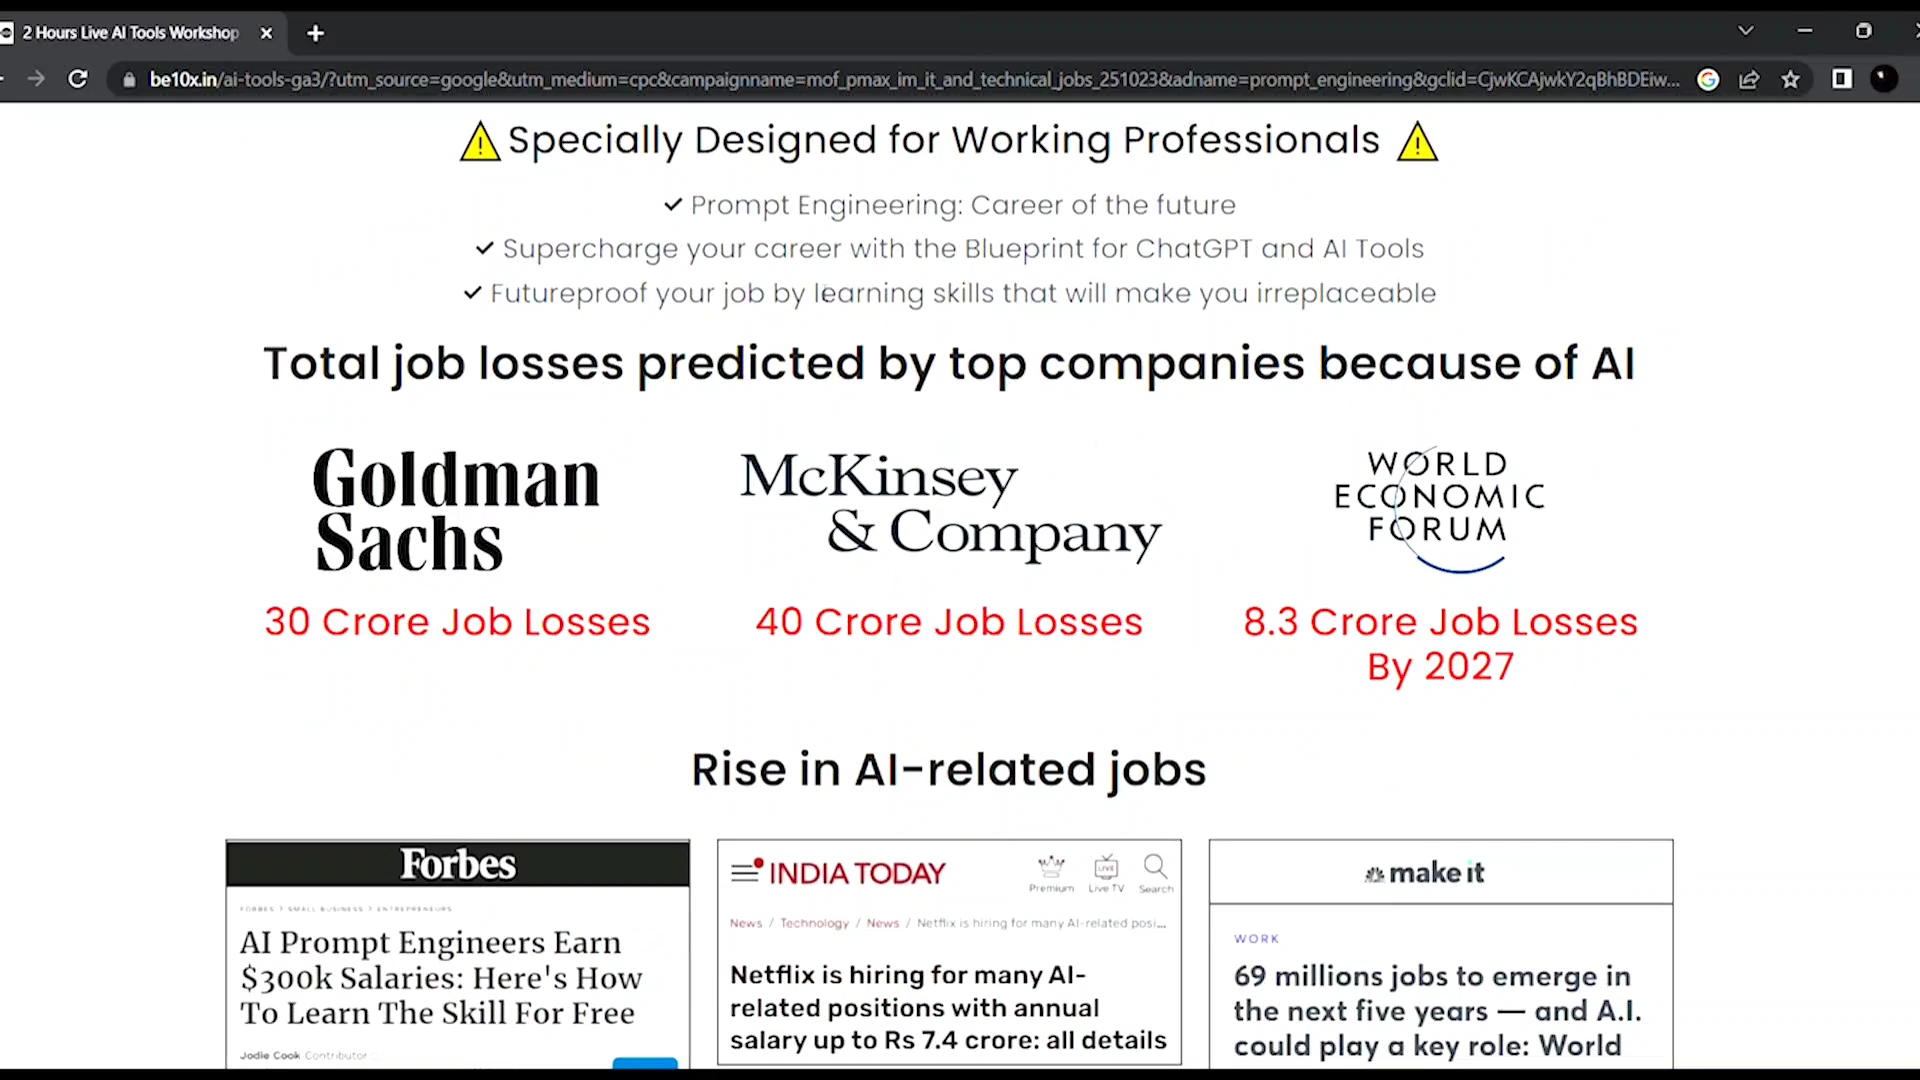 2 Hours Live AI Tools Workshop
be10x.in/ai-tools-ga3/?utm_source=google&utm_medium=cpc&campaignname=mof_pmax_im_it_and_technical_jobs_251023&adname=prompt_engineering&gclid=CjwKCAjwkY2qBhBDEiw...
Specially Designed for Working Professionals
✓ Prompt Engineering: Career of the future
✓ Supercharge your career with the Blueprint for ChatGPT and AI Tools
✓ Futureproof your job by learning skills that will make you irreplaceable
Total job losses predicted by top companies because of AI
Goldman
Sachs
30 Crore Job Losses
McKinsey
& Company
40 Crore Job Losses
WORLD
ECONOMIC
FORUM
8.3 Crore Job Losses
By 2027
Rise in AI-related jobs
Forbes
FORBES > SMALL BUSINESS > ENTREPRENEURS
AI Prompt Engineers Earn
$300k Salaries: Here's How
To Learn The Skill For Free
Jodie Cook Contributor
INDIA TODAY
Premium
LIVE
Live TV
Search
News / Technology / News / Netflix is hiring for many AI-related posi...
Netflix is hiring for many AI-
related positions with annual
salary up to Rs 7.4 crore: all details
make it
WORK
69 millions jobs to emerge in
the next five years — and A.I.
could play a key role: World